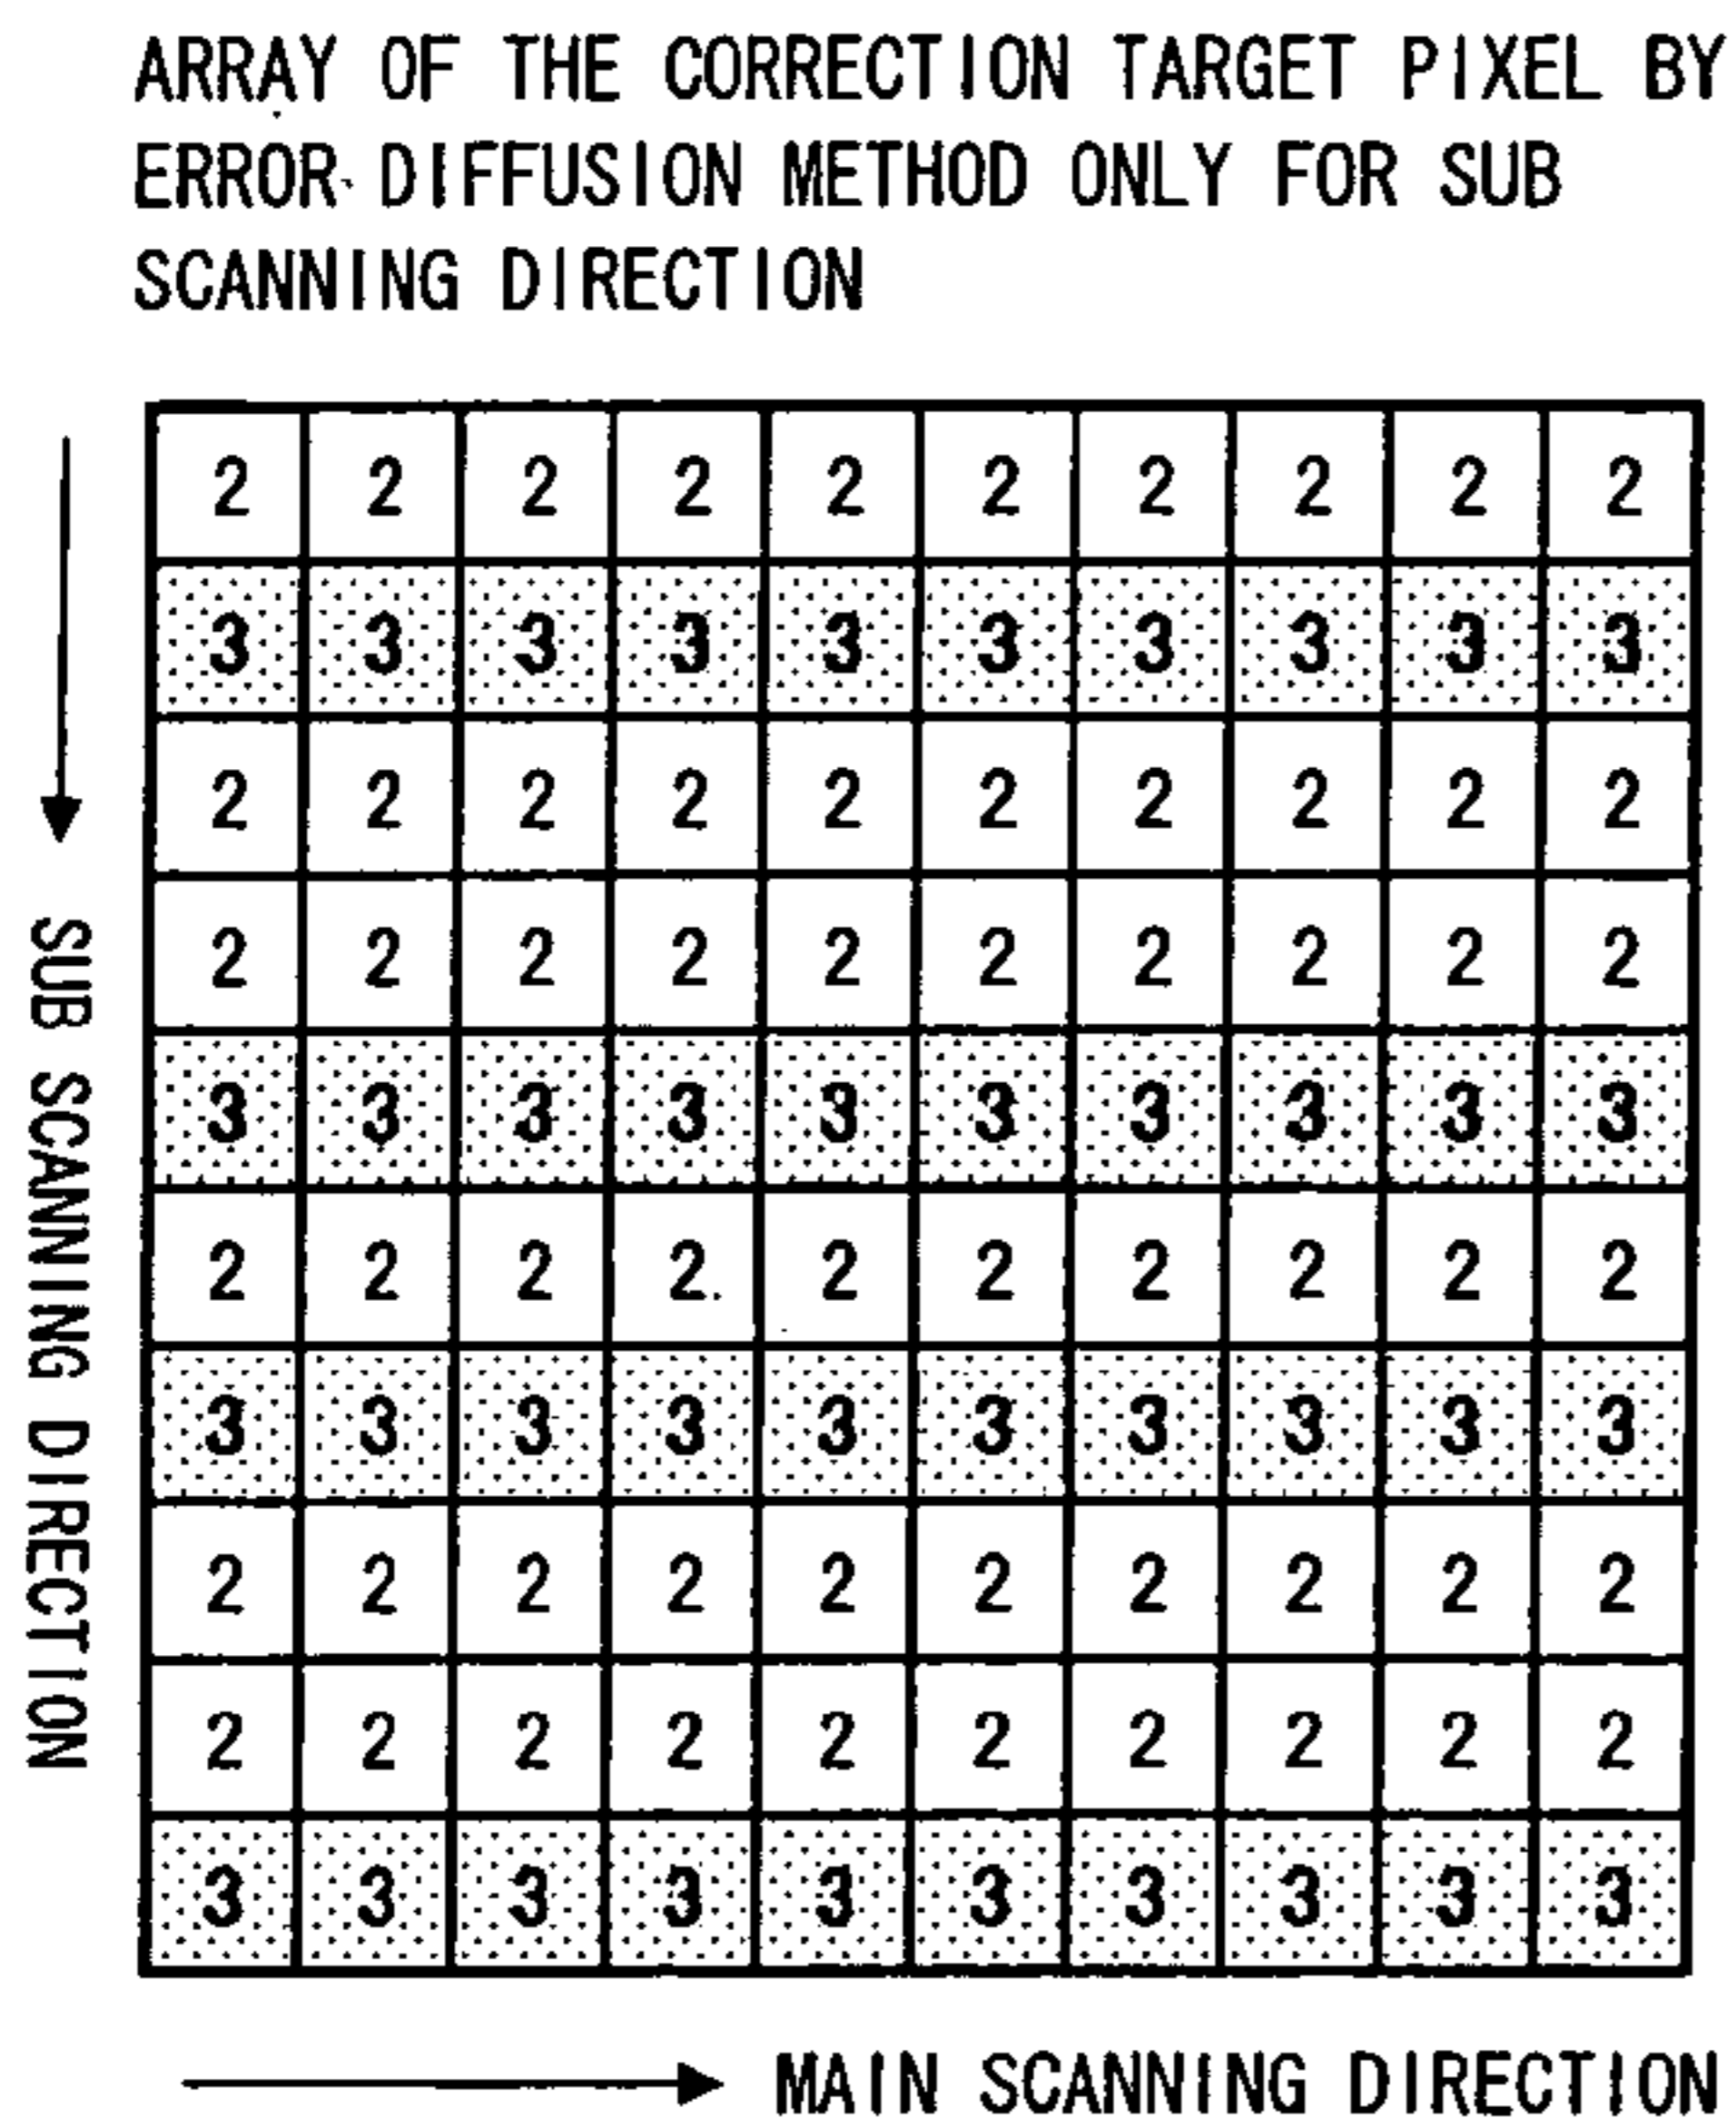 ARRAY OF THE CORRECTION TARGET PIXEL BY
ERROR DIFFUSION METHOD ONLY FOR SUB
SCANNING DIRECTION
2 2 2 2 2 2 2 2 2 2
3 3 3 3 3 3 3 3 3 3
2 2 2 2 2 2 2 2 2 2
2 2 2 2 2 2 2 2 2 2
3 3 3 3 3 3 3 3 3 3
2 2 2 2 2 2 2 2 2 2
3 3 3 3 3 3 3 3 3 3
2 2 2 2 2 2 2 2 2 2
2 2 2 2 2 2 2 2 2 2
3 3 3 3 3 3 3 3 3 3
SUB SCANNING DIRECTION
MAIN SCANNING DIRECTION